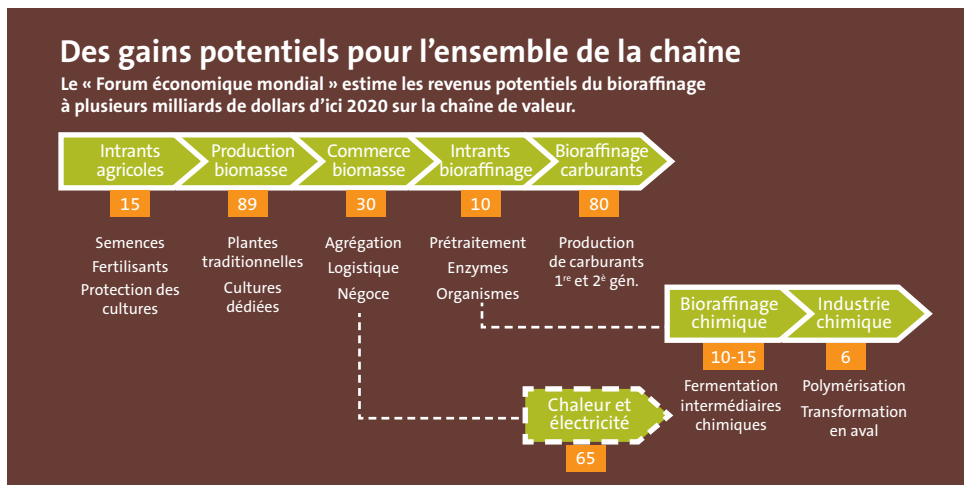 Des gains potentiels pour l’ensemble de la chaîne
Le « Forum économique mondial » estime les revenus potentiels du bioraffinage
à plusieurs milliards de dollars d’ici 2020 sur la chaîne de valeur.
Intrants
agricoles
15
Semences
Fertilisants
Protection des
cultures
Production
biomasse
89
Plantes
traditionnelles
Cultures
dédiées
Commerce
biomasse
30
Agrégation
Logistique
Négoce
Intrants
bioraffinage
10
Prétraitement
Enzymes
Organismes
Bioraffinage
carburants
80
Production
de carburants
1re et 2è gén.
Bioraffinage
chimique
10-15
Fermentation
intermédiaires
chimiques
Industrie
chimique
6
Polymérisation
Transformation
en aval
Chaleur et
électricité
65